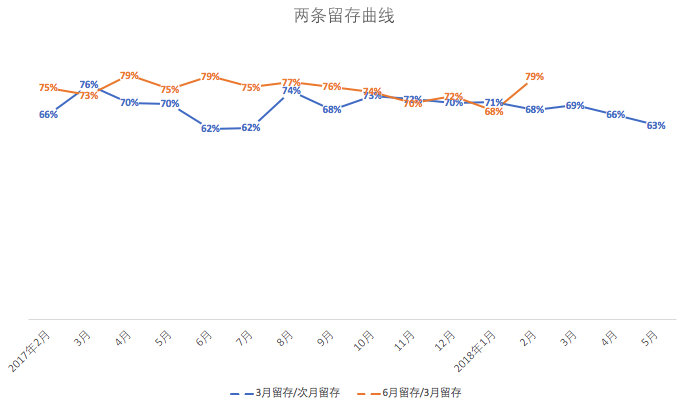 两条留存曲线
75% 76% 79% 75% 79% 75% 77% 76% 74% 72% 72% 71% 79% 69% 66% 63%
66% 73% 70% 70% 62% 62% 74% 68% 73% 70% 70% 68% 68%
2017年2月 3月 4月 5月 6月 7月 8月 9月 10月 11月 12月 2018年1月 2月 3月 4月 5月
3月留存/次月留存 6月留存/3月留存